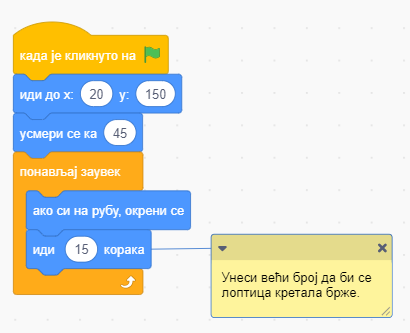 када је кликнуто на
иди до x: 20 y: 150
усмери се ка 45
понављај заувек
ако си на рубу, окрени се
иди 15 корака
Унеси већи број да би се
лоптица кретала брже.